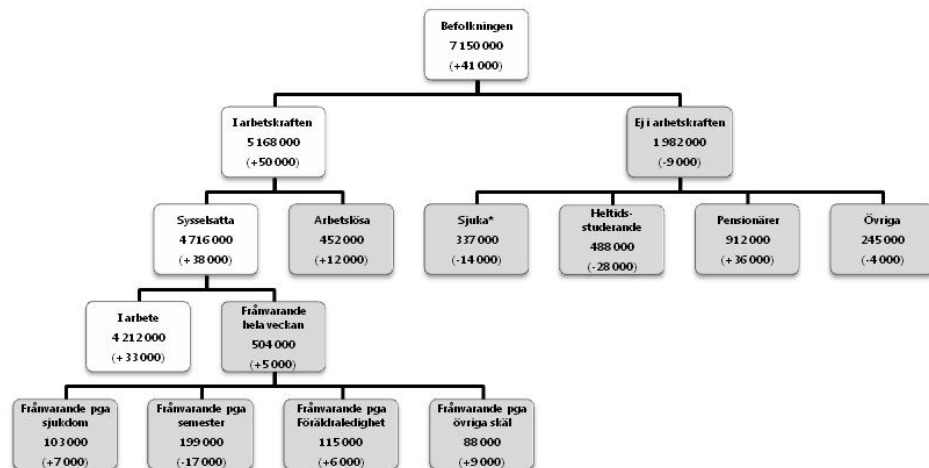 Befolkningen
7 150 000
(+41 000)
I arbetskraften
5 168 000
(+50 000)
Ej i arbetskraften
1 982 000
(-9 000)
Sysselsatta
4 716 000
(+38 000)
Arbetslösa
452 000
(+12 000)
Sjuka*
337 000
(-14 000)
Heltids-
studerande
488 000
(-28 000)
Pensionärer
912 000
(+36 000)
Övriga
245 000
(-4 000)
I arbete
4 212 000
(+33 000)
Frånvarande
hela veckan
504 000
(+5 000)
Frånvarande pga
sjukdom
103 000
(+7 000)
Frånvarande pga
semester
199 000
(-17 000)
Frånvarande pga
Föräldraledighet
115 000
(+6 000)
Frånvarande pga
övriga skäl
88 000
(+9 000)